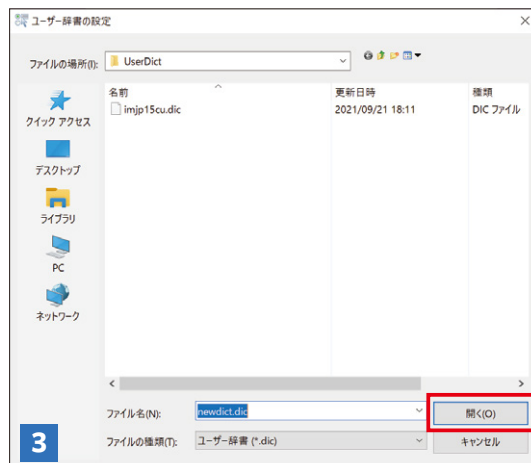 ユーザー辞書の設定
ファイルの場所(I): UserDict
クイック アクセス
デスクトップ
ライブラリ
PC
ネットワーク
名前 更新日時 種類
imjp15cu.dic 2021/09/21 18:11 DIC ファイル
ファイル名(N): newdict.dic 開く(O)
ファイルの種類(T): ユーザー辞書 (*.dic) キャンセル
3